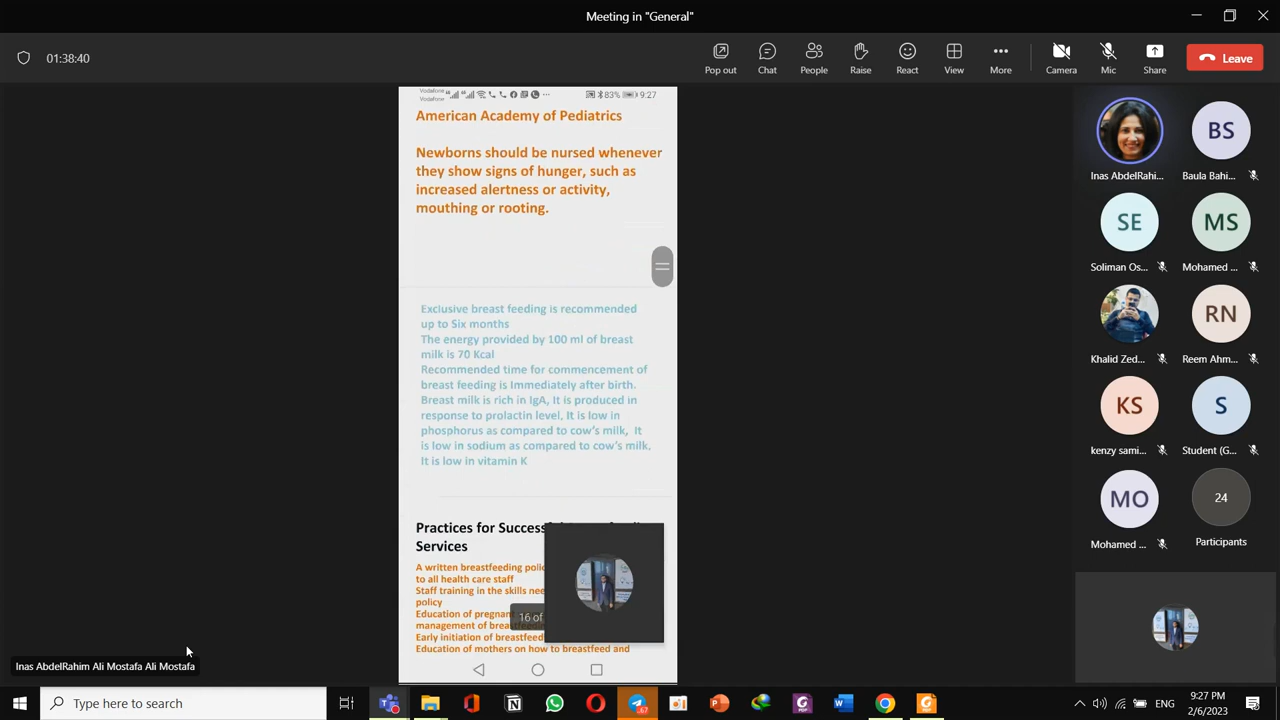 Meeting in "General"
01:38:40
Pop out
Chat
People
Raise
React
View
More
Camera
Mic
Share
Leave
Vodafone
Vodafone
83%
9:27
American Academy of Pediatrics
Newborns should be nursed whenever
they show signs of hunger, such as
increased alertness or activity,
mouthing or rooting.
Exclusive breast feeding is recommended
up to Six months
The energy provided by 100 ml of breast
milk is 70 Kcal
Recommended time for commencement of
breast feeding is Immediately after birth.
Breast milk is rich in IgA, It is produced in
response to prolactin level, It is low in
phosphorus as compared to cow's milk, It
is low in sodium as compared to cow's milk.
It is low in vitamin K
Practices for
Services
A written breastfeeding
to all health care staff
Staff training in the skills
policy
Education of
management of
Early initiation of
Education of mothers on how to breastfeed and
16 of
Inas AbdelRahi...
BS
Baula Bahi...
SE
Soliman Os...
MS
Mohamed ...
Khalid Zed...
RN
Reem Ahm...
KS
kenzy sami...
S
Student (G...
MO
Mohamed ...
24
Participants
Inas AbdelRahim Ali Mostafa Ali Mostafa
Type here to search
ENG
9:27 PM
2/6/2023